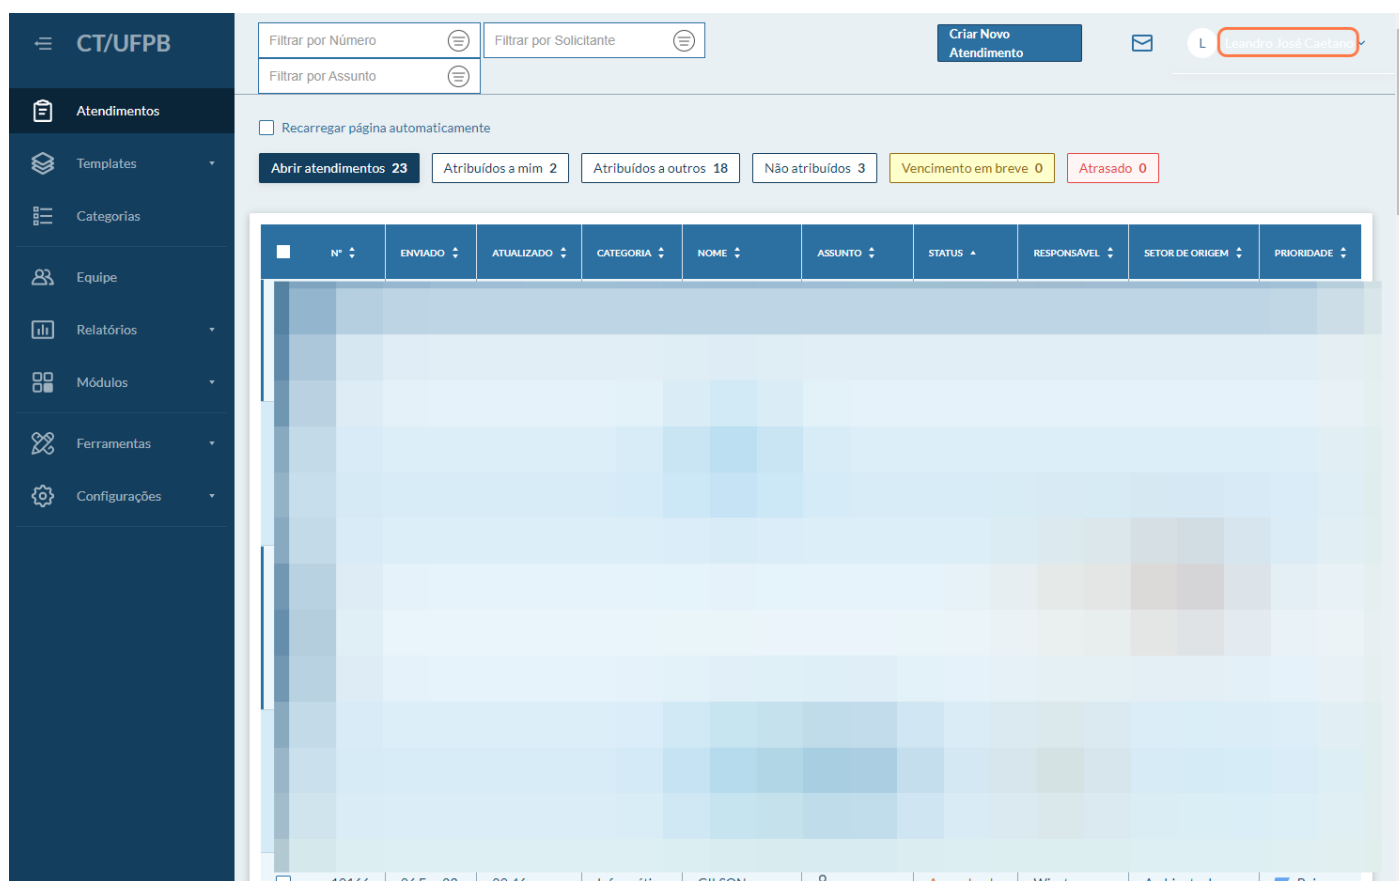 CT/UFPB
Filtrar por Número
Filtrar por Solicitante
Filtrar por Assunto
Criar Novo
Atendimento
L
Leandro José Caetano
Atendimentos
Templates
Categorias
Equipe
Relatórios
Módulos
Ferramentas
Configurações
Recarregar página automaticamente
Abrir atendimentos 23
Atribuídos a mim 2
Atribuídos a outros 18
Não atribuídos 3
Vencimento em breve 0
Atrasado 0
Nº ENVIADO ATUALIZADO CATEGORIA NOME ASSUNTO STATUS RESPONSÁVEL SETOR DE ORIGEM PRIORIDADE